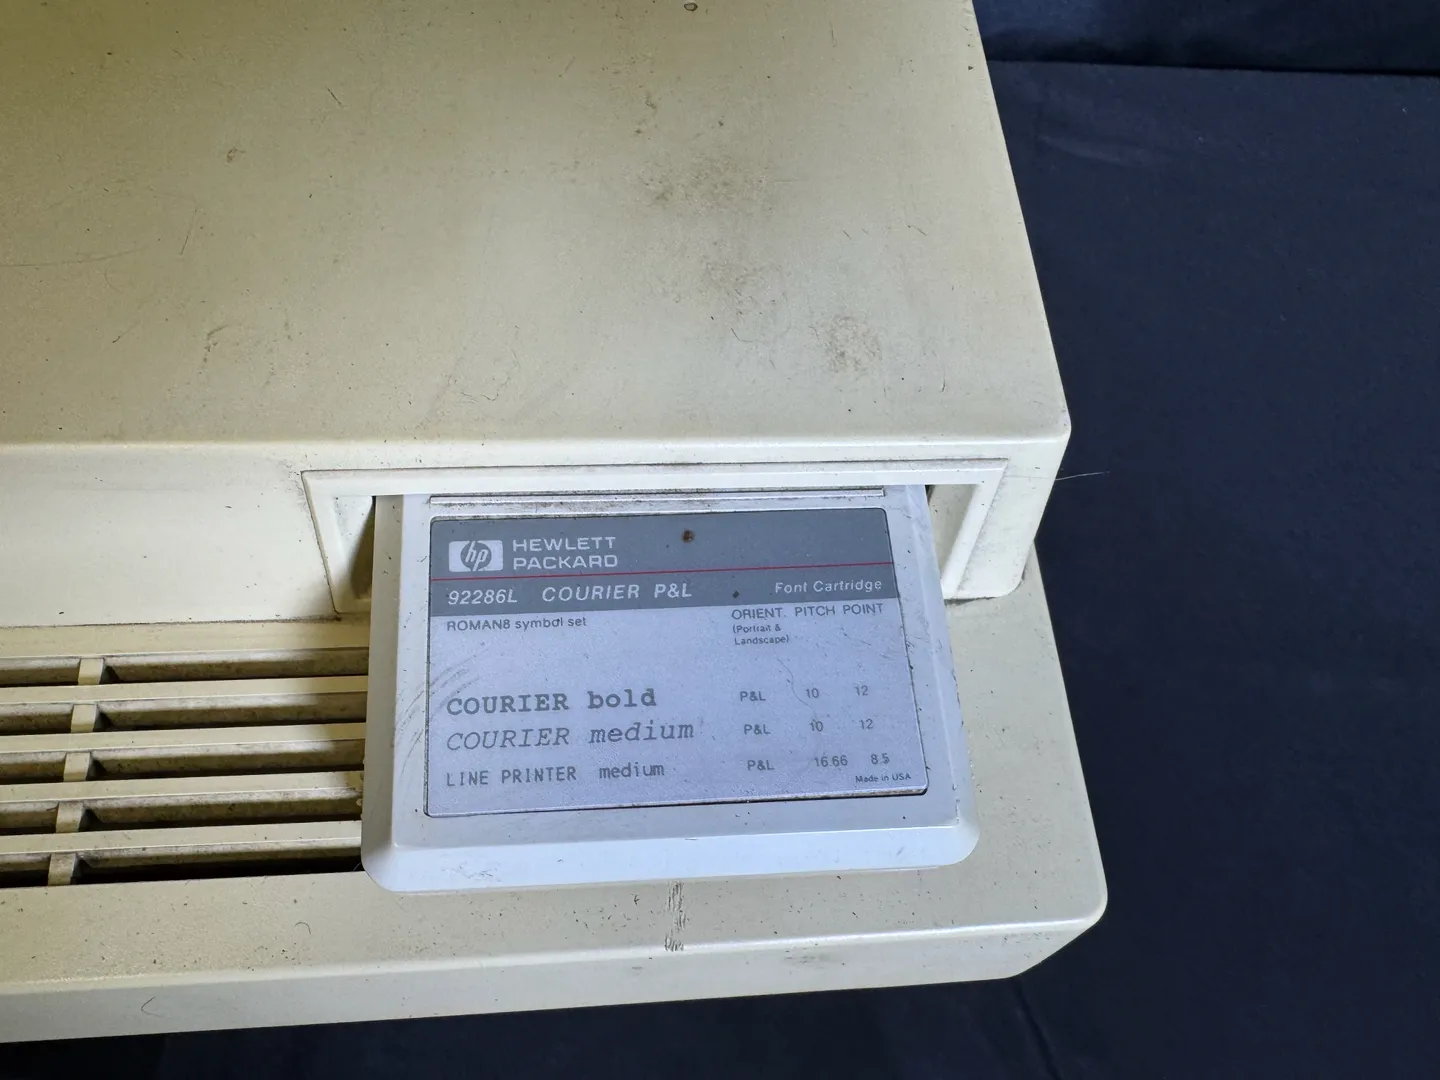 hp HEWLETT
PACKARD
92286L COURIER P&L Font Cartridge
ROMAN8 symbol set ORIENT. PITCH POINT
(Portrait &
Landscape)
COURIER bold P&L 10 12
COURIER medium P&L 10 12
LINE PRINTER medium P&L 16.66 8.5
Made in USA